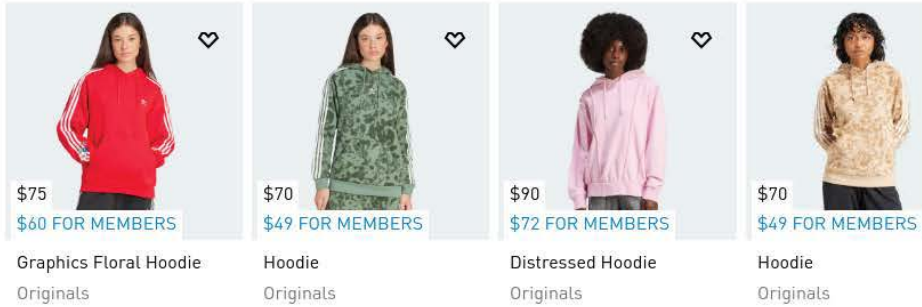 $75
$60 FOR MEMBERS
Graphics Floral Hoodie
Originals
$70
$49 FOR MEMBERS
Hoodie
Originals
$90
$72 FOR MEMBERS
Distressed Hoodie
Originals
$70
$49 FOR MEMBERS
Hoodie
Originals